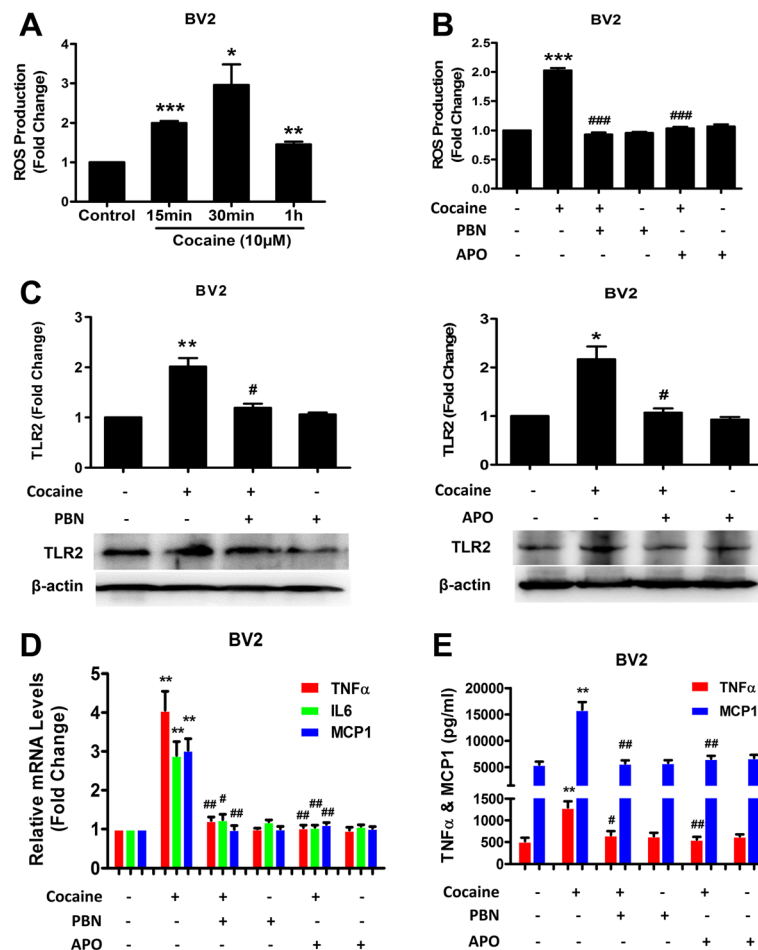 A
BV2
ROS Production
(Fold Change)
4
3
2
1
0
***
*
**
Control 15min 30min 1h
Cocaine (10μM)
B
BV2
ROS Production
(Fold Change)
2.5
2.0
1.5
1.0
0.5
0.0
***
###
###
Cocaine - + + - + -
PBN - - + + - -
APO - - - - + +
C
BV2
TLR2 (Fold Change)
3
2
1
0
**
#
Cocaine - + + -
PBN - - + +
TLR2
β-actin
BV2
TLR2 (Fold Change)
3
2
1
0
*
#
Cocaine - + + -
APO - - + +
TLR2
β-actin
D
BV2
Relative mRNA Levels
(Fold Change)
5
4
3
2
1
0
TNFα
IL6
MCP1
** ** **
## # ##
## ## ##
Cocaine - + + - + -
PBN - - + + - -
APO - - - - + +
E
BV2
TNFα & MCP1 (pg/ml)
20000
15000
10000
5000
1500
1000
500
0
TNFα
MCP1
**
**
##
#
##
##
Cocaine - + + - + -
PBN - - + + - -
APO - - - - + +